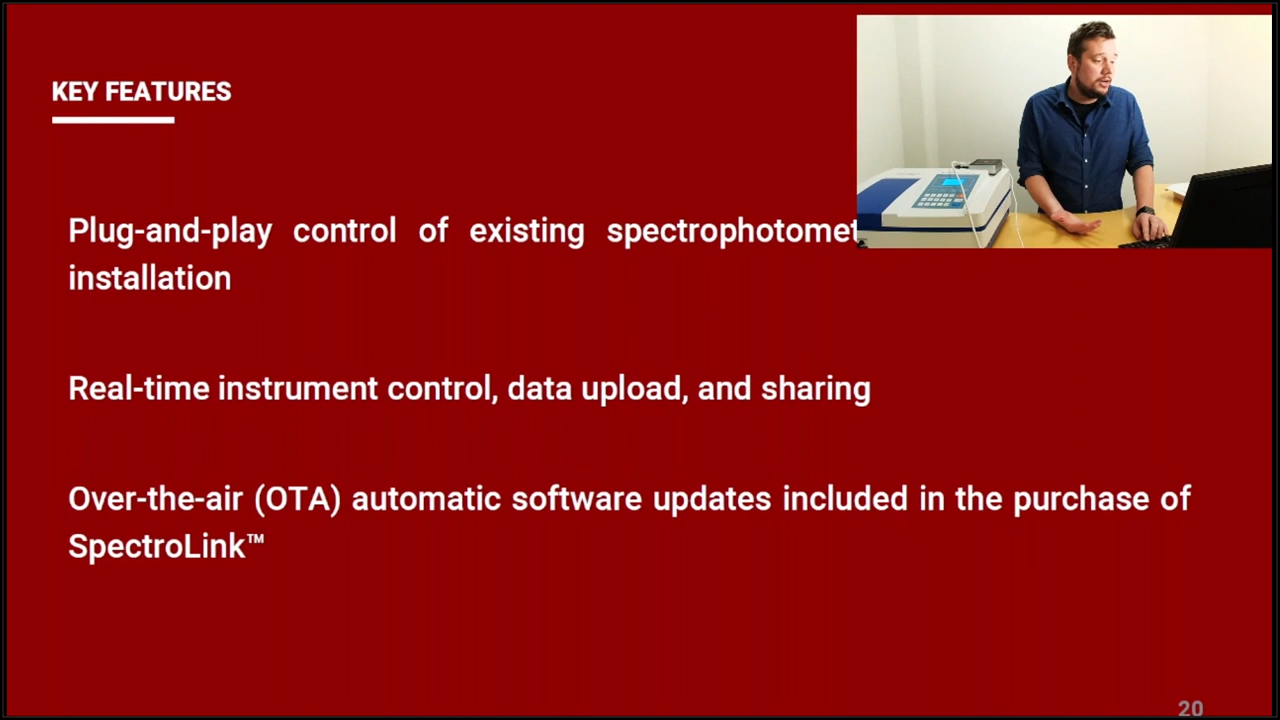 KEY FEATURES
Plug-and-play control of existing
installation
Real-time instrument control, data upload, and sharing
Over-the-air (OTA) automatic software updates included in the purchase of
SpectroLink™
20